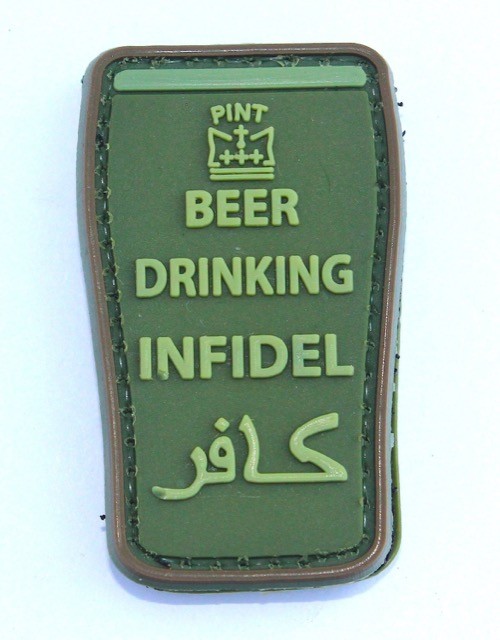 PINT
BEER
DRINKING
INFIDEL
كافر